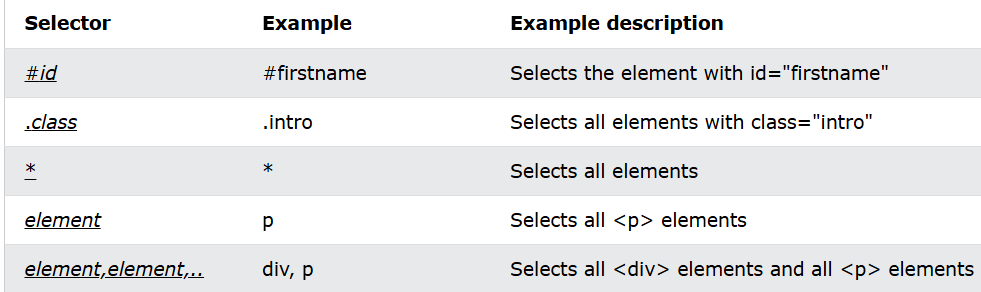 Selector Example Example description
#id #firstname Selects the element with id="firstname"
.class .intro Selects all elements with class="intro"
* * Selects all elements
element p Selects all <p> elements
element,element,.. div, p Selects all <div> elements and all <p> elements